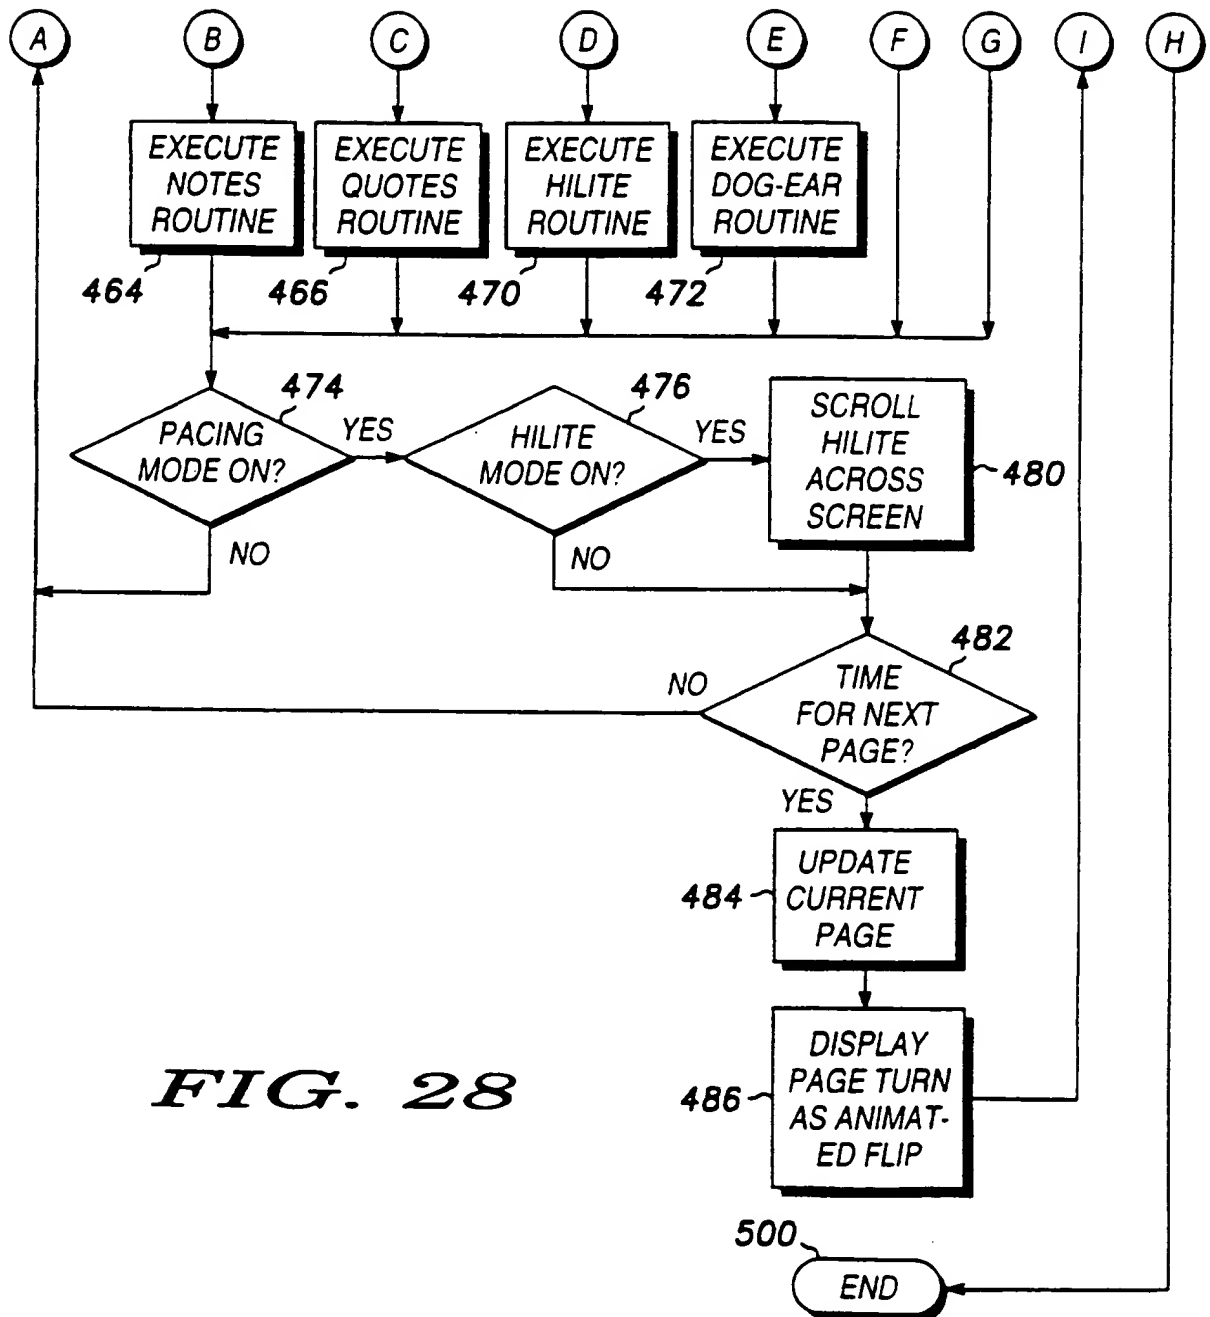 A B C D E F G I H
EXECUTE
NOTES
ROUTINE
EXECUTE
QUOTES
ROUTINE
EXECUTE
HILITE
ROUTINE
EXECUTE
DOG-EAR
ROUTINE
464
466
470
472
474
PACING
MODE ON?
YES
NO
476
HILITE
MODE ON?
YES
NO
SCROLL
HILITE
ACROSS
SCREEN
480
482
TIME
FOR NEXT
PAGE?
NO
YES
UPDATE
CURRENT
PAGE
484
DISPLAY
PAGE TURN
AS ANIMAT-
ED FLIP
486
FIG. 28
500
END